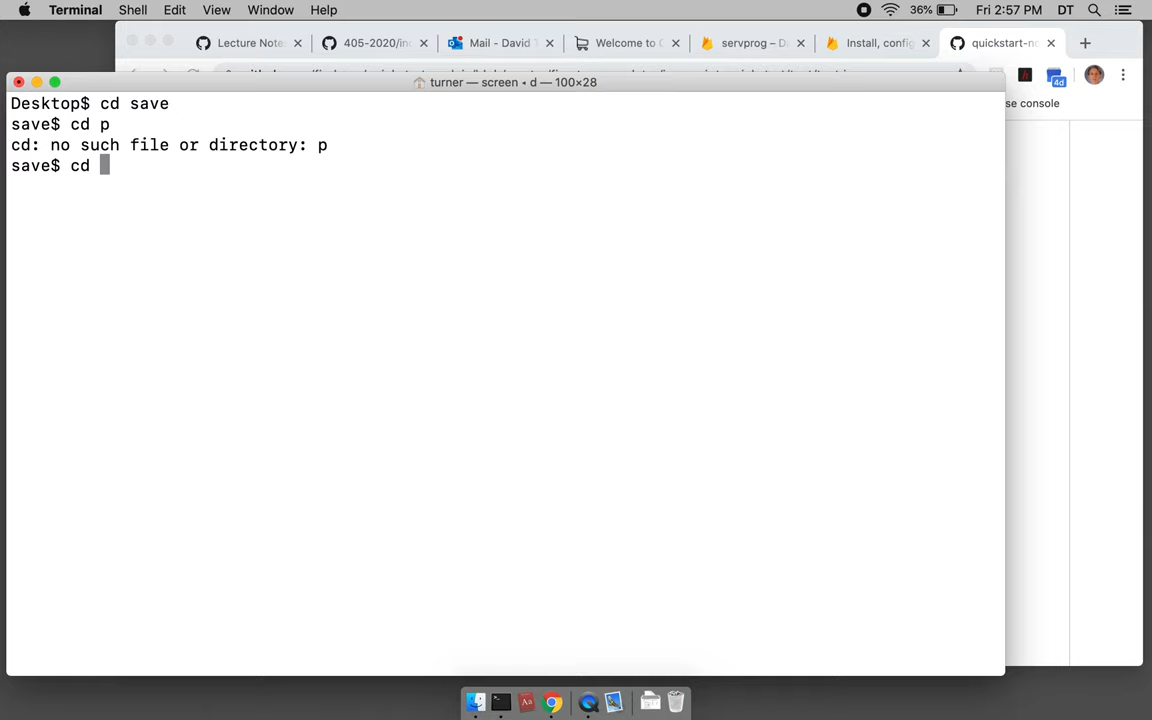 Terminal Shell Edit View Window Help 36% Fri 2:57 PM DT
Lecture Note 405-2020/in Mail - David T Welcome to servprog – D Install, config quickstart-n
4d
turner — screen ◂ d — 100×28
se console
Desktop$ cd save
save$ cd p
cd: no such file or directory: p
save$ cd